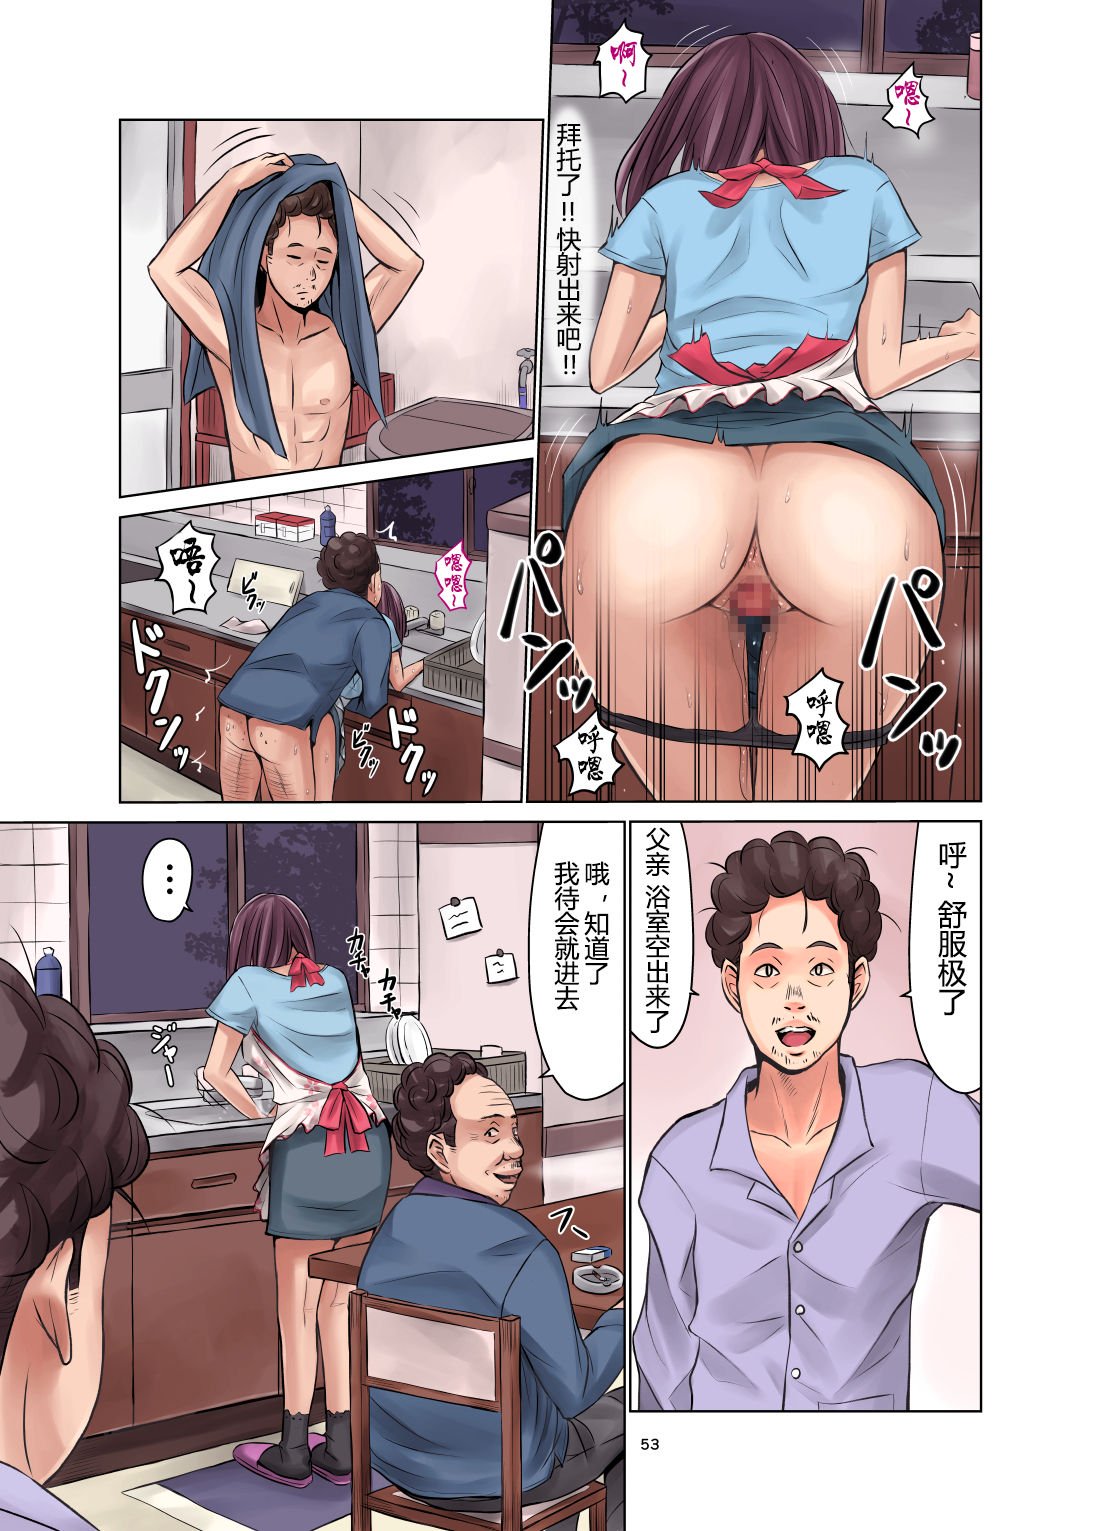 啊～
嗯～
拜托了!!快射出来吧!!
パンッ
パンッ
呼嗯
呼嗯
唔～
嗯嗯～
ビクッ
ビクッ
ドクンッ
ドクッ
呼～舒服极了
父亲 浴室空出来了
哦，知道了
我待会就进去
…
カチャ
カチャ
ジャー
53